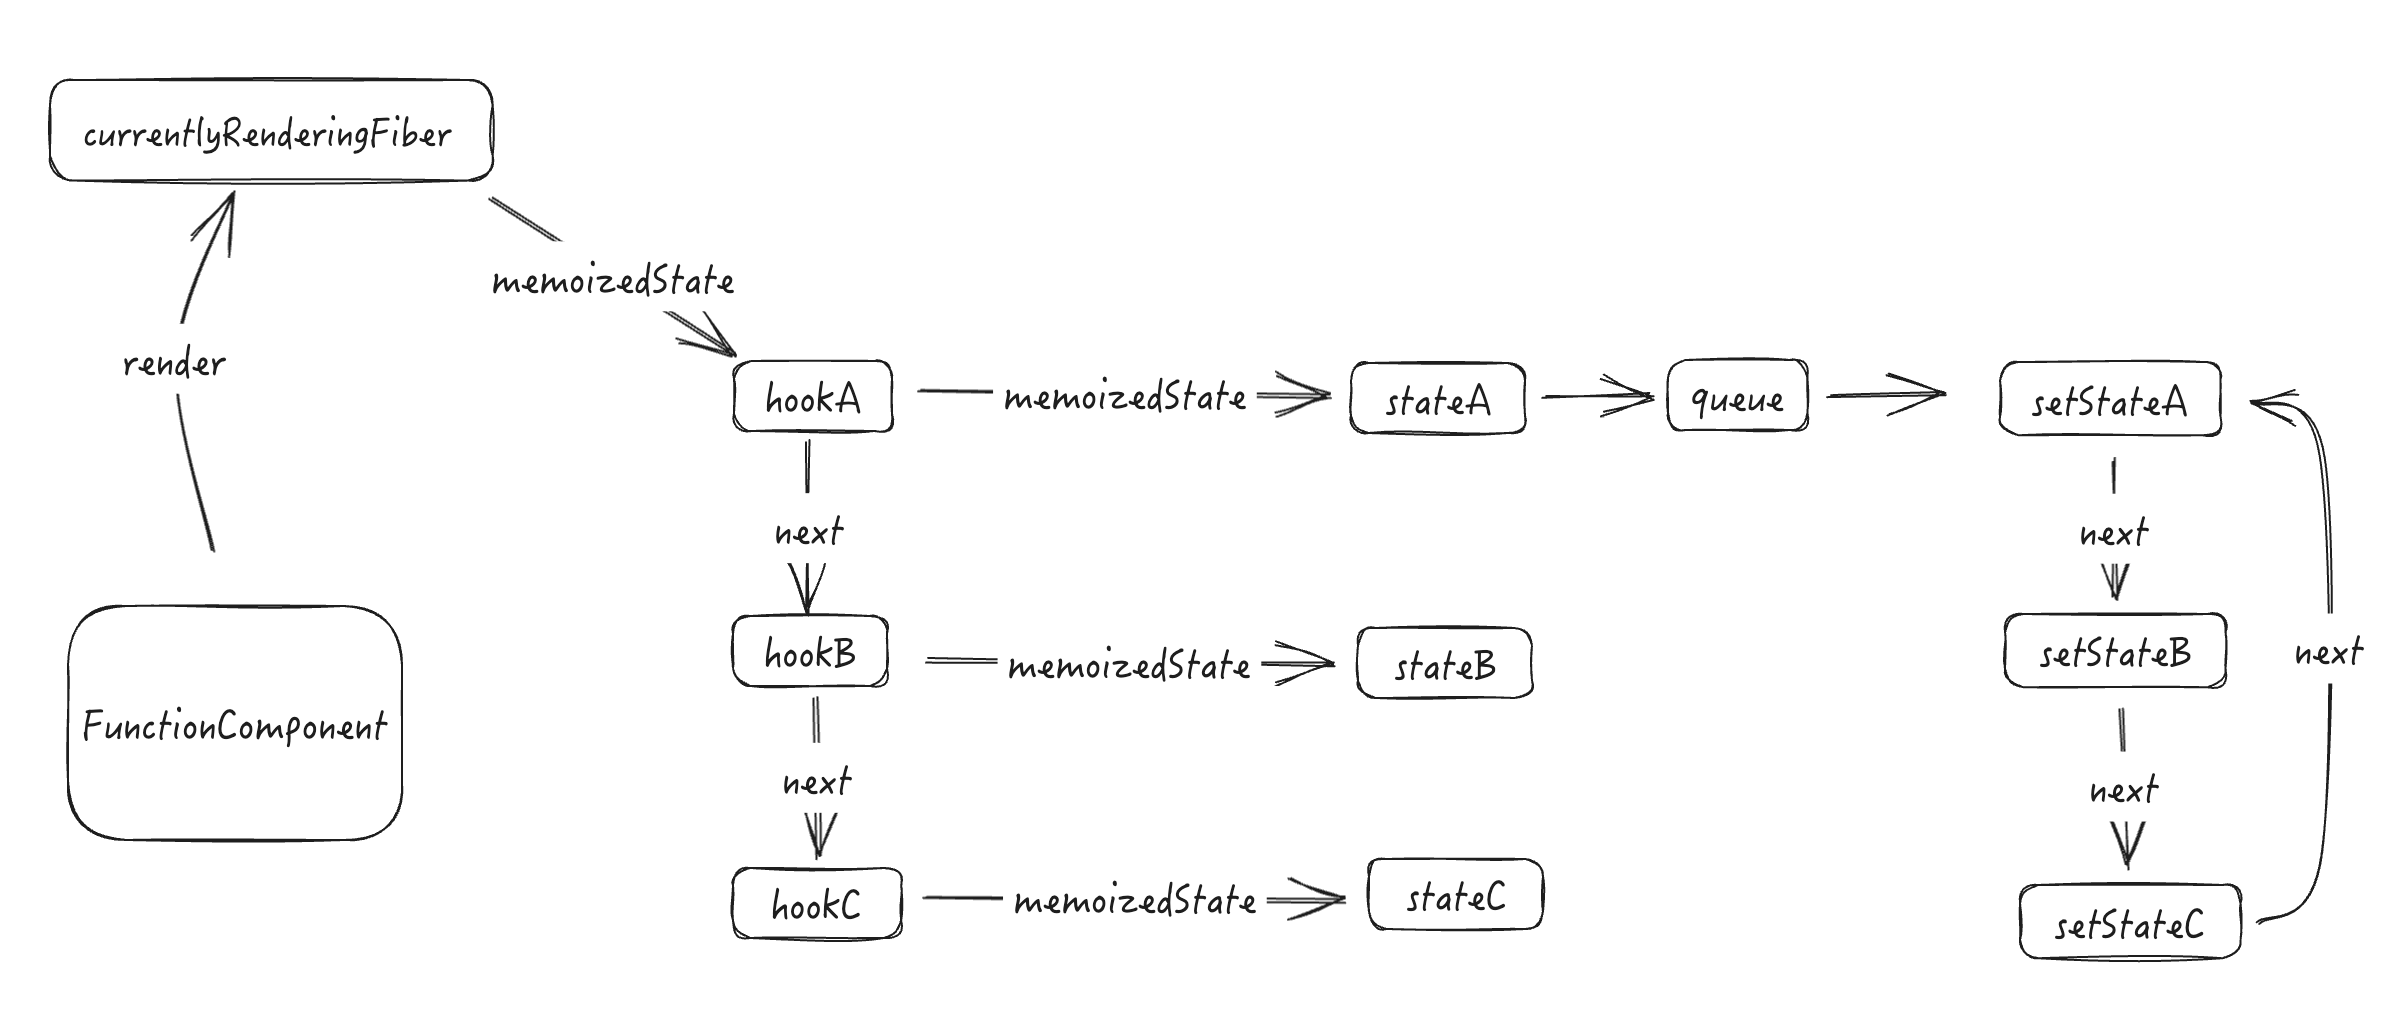 currentlyRenderingFiber
memoizedState
render
hookA
memoizedState
stateA
queue
setStateA
next
next
hookB
memoizedState
stateB
setStateB
next
FunctionComponent
next
next
hookC
memoizedState
stateC
setStateC